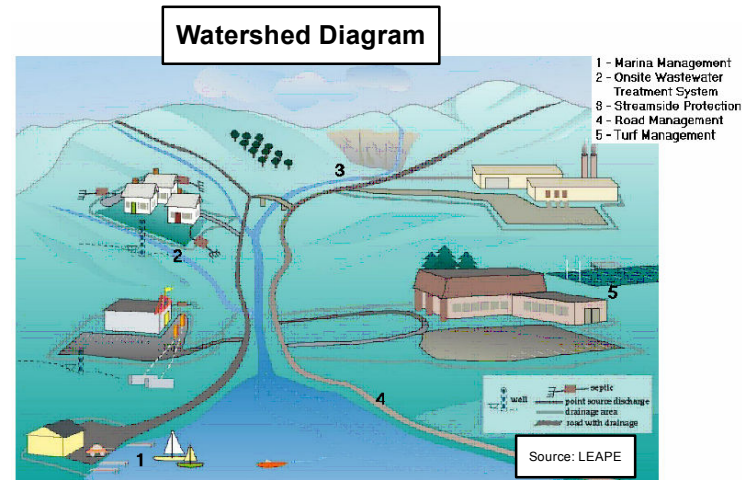 Watershed Diagram
1 - Marina Management
2 - Onsite Wastewater
Treatment System
3 - Streamside Protection
4 - Road Management
5 - Turf Management
3
2
5
4
1
well
septic
point source discharge
drainage area
road with drainage
Source: LEAPE